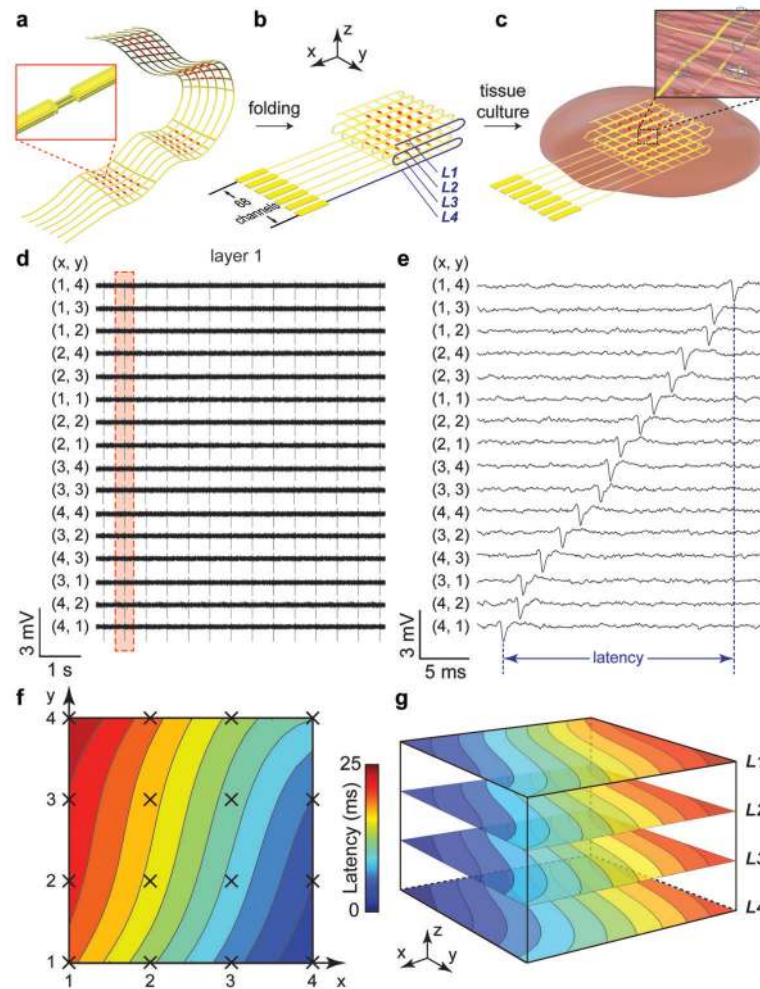 a
b
z
x
y
c
folding
tissue
culture
L1
L2
L3
L4
68
channels
d
(x, y)
layer 1
(1, 4)
(1, 3)
(1, 2)
(2, 4)
(2, 3)
(1, 1)
(2, 2)
(2, 1)
(3, 4)
(3, 3)
(4, 4)
(3, 2)
(4, 3)
(3, 1)
(4, 2)
(4, 1)
3 mV
1 s
e
(x, y)
(1, 4)
(1, 3)
(1, 2)
(2, 4)
(2, 3)
(1, 1)
(2, 2)
(2, 1)
(3, 4)
(3, 3)
(4, 4)
(3, 2)
(4, 3)
(3, 1)
(4, 2)
(4, 1)
3 mV
5 ms
latency
f
y
4
3
2
1
1 2 3 4
x
25
Latency (ms)
0
g
L1
L2
L3
L4
z
x
y